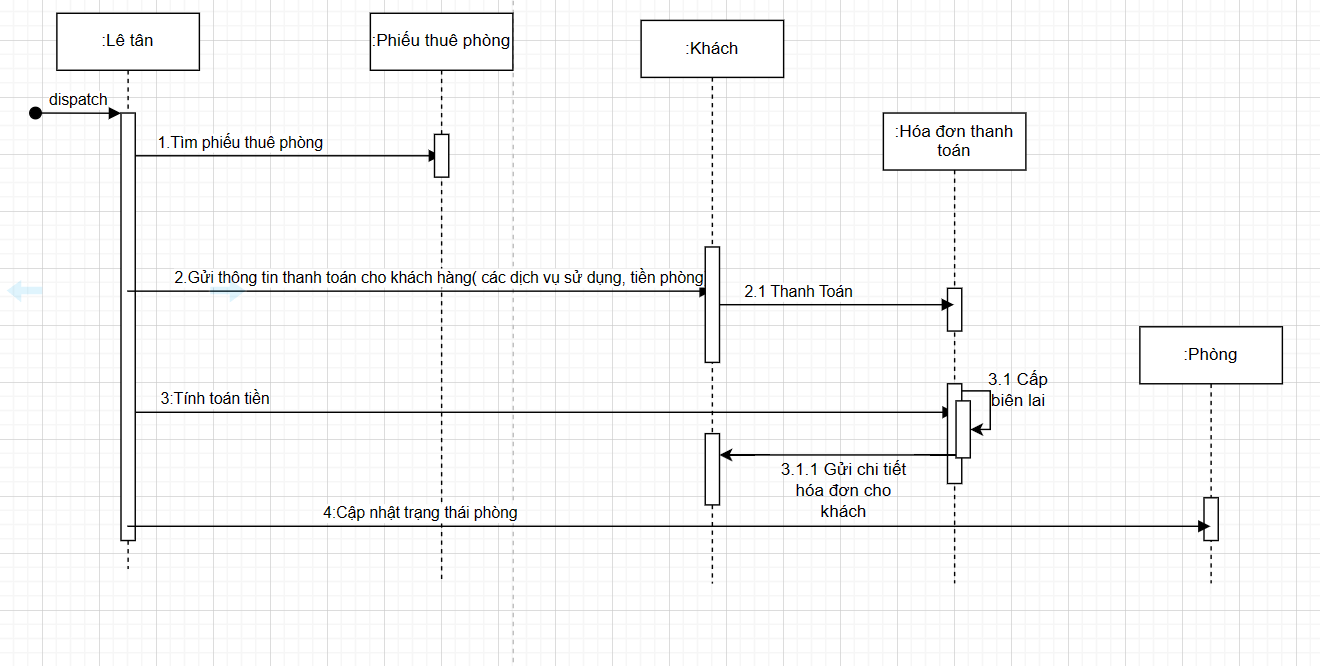 :Lê tân
:Phiếu thuê phòng
:Khách
dispatch
:Hóa đơn thanh
toán
1.Tìm phiếu thuê phòng
2.Gửi thông tin thanh toán cho khách hàng( các dịch vụ sử dụng, tiền phòng
2.1 Thanh Toán
:Phòng
3.1 Cấp
biên lai
3:Tính toán tiền
3.1.1 Gửi chi tiết
hóa đơn cho
khách
4:Cập nhật trạng thái phòng